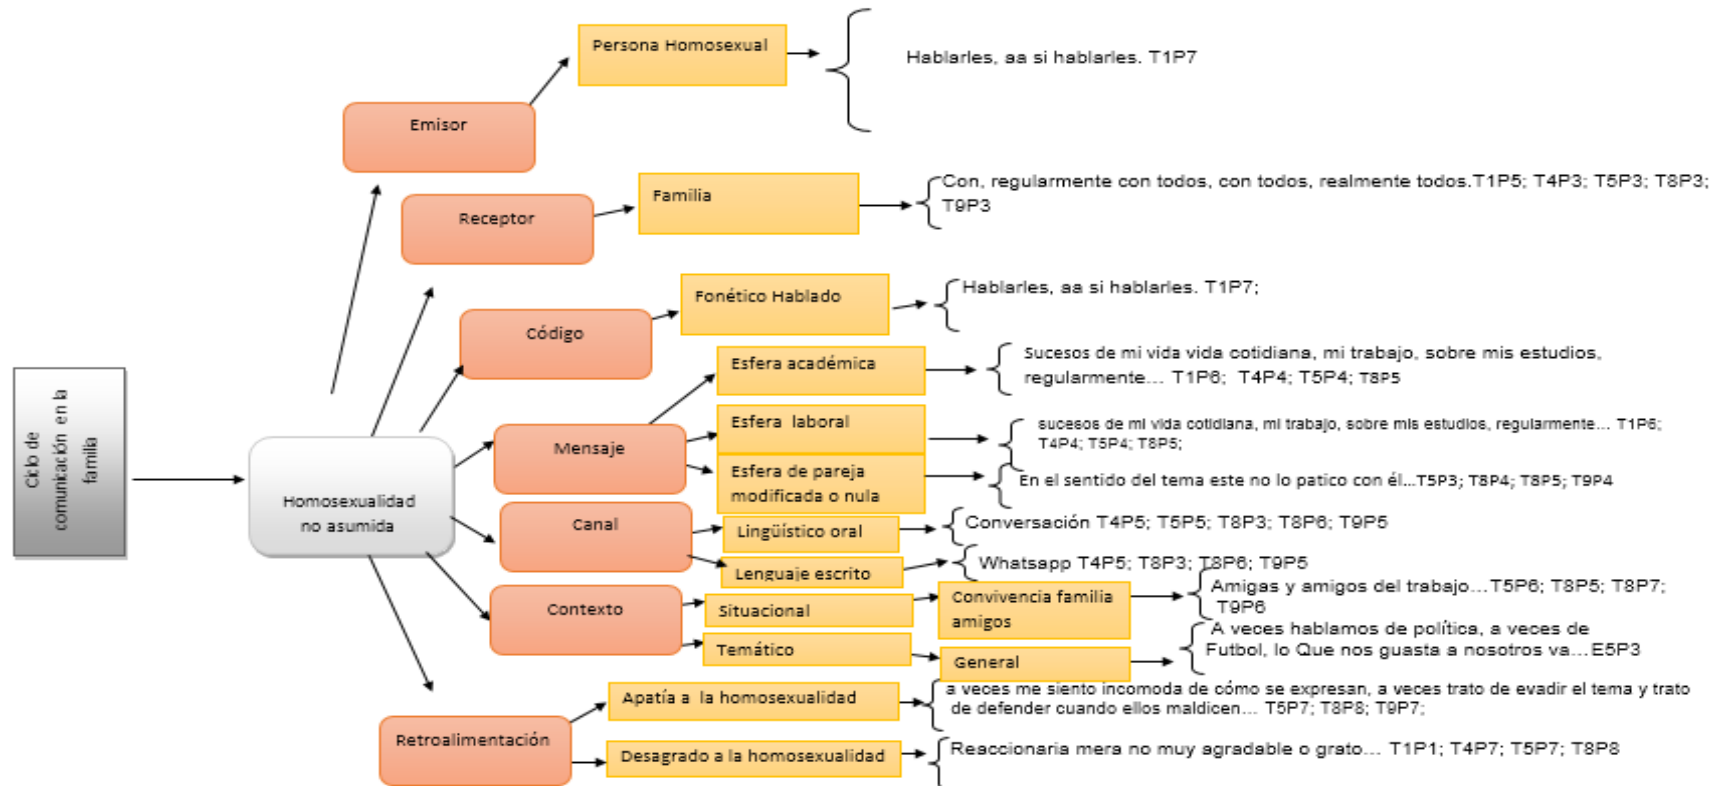 Ciclo de
comunicación en la
familia
Homosexualidad
no asumida
Emisor
Persona Homosexual
Hablarles, aa si hablarles. T1P7
Receptor
Familia
Con, regularmente con todos, con todos, realmente todos.T1P5; T4P3; T5P3; T8P3;
T9P3
Código
Fonético Hablado
Hablarles, aa si hablarles. T1P7;
Mensaje
Esfera académica
Sucesos de mi vida vida cotidiana, mi trabajo, sobre mis estudios,
regularmente... T1P6; T4P4; T5P4; T8P5
Esfera laboral
sucesos de mi vida cotidiana, mi trabajo, sobre mis estudios, regularmente... T1P6;
T4P4; T5P4; T8P5;
Esfera de pareja
modificada o nula
En el sentido del tema este no lo patico con él...T5P3; T8P4; T8P5; T9P4
Canal
Lingüístico oral
Conversación T4P5; T5P5; T8P3; T8P6; T9P5
Lenguaje escrito
Whatsapp T4P5; T8P3; T8P6; T9P5
Contexto
Situacional
Convivencia familia
amigos
Amigas y amigos del trabajo...T5P6; T8P5; T8P7;
T9P6
Temático
General
A veces hablamos de política, a veces de
Futbol, lo Que nos guasta a nosotros va...E5P3
Retroalimentación
Apatía a la homosexualidad
a veces me siento incomoda de cómo se expresan, a veces trato de evadir el tema y trato
de defender cuando ellos maldicen... T5P7; T8P8; T9P7;
Desagrado a la homosexualidad
Reaccionaria mera no muy agradable o grato... T1P1; T4P7; T5P7; T8P8